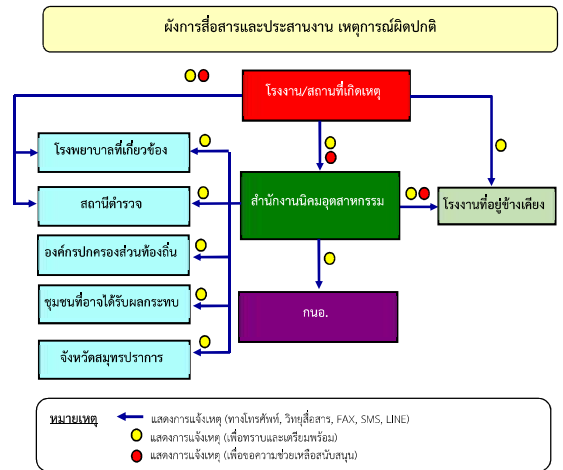 ผังการสื่อสารและประสานงาน เหตุการณ์ผิดปกติ
โรงงาน/สถานที่เกิดเหตุ
โรงพยาบาลที่เกี่ยวข้อง
สถานีตำรวจ
สำนักงานนิคมอุตสาหกรรม
โรงงานที่อยู่ข้างเคียง
องค์กรปกครองส่วนท้องถิ่น
ชุมชนที่อาจได้รับผลกระทบ
กนอ.
จังหวัดสมุทรปราการ
หมายเหตุ
แสดงการแจ้งเหตุ (ทางโทรศัพท์, วิทยุสื่อสาร, FAX, SMS, LINE)
แสดงการแจ้งเหตุ (เพื่อทราบและเตรียมพร้อม)
แสดงการแจ้งเหตุ (เพื่อขอความช่วยเหลือสนับสนุน)